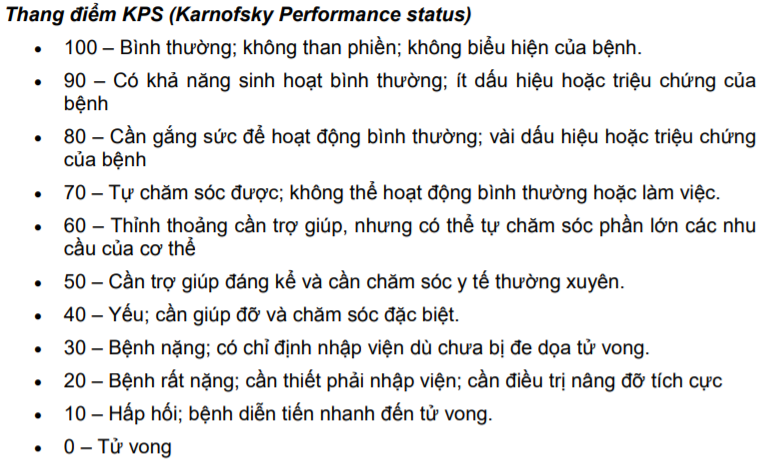 Thang điểm KPS (Karnofsky Performance status)
• 100 – Bình thường; không than phiền; không biểu hiện của bệnh.
• 90 – Có khả năng sinh hoạt bình thường; ít dấu hiệu hoặc triệu chứng của
bệnh
• 80 – Cần gắng sức để hoạt động bình thường; vài dấu hiệu hoặc triệu chứng
của bệnh
• 70 – Tự chăm sóc được; không thể hoạt động bình thường hoặc làm việc.
• 60 – Thỉnh thoảng cần trợ giúp, nhưng có thể tự chăm sóc phần lớn các nhu
cầu của cơ thể
• 50 – Cần trợ giúp đáng kể và cần chăm sóc y tế thường xuyên.
• 40 – Yếu; cần giúp đỡ và chăm sóc đặc biệt.
• 30 – Bệnh nặng; có chỉ định nhập viện dù chưa bị đe dọa tử vong.
• 20 – Bệnh rất nặng; cần thiết phải nhập viện; cần điều trị nâng đỡ tích cực
• 10 – Hấp hối; bệnh diễn tiến nhanh đến tử vong.
• 0 – Tử vong